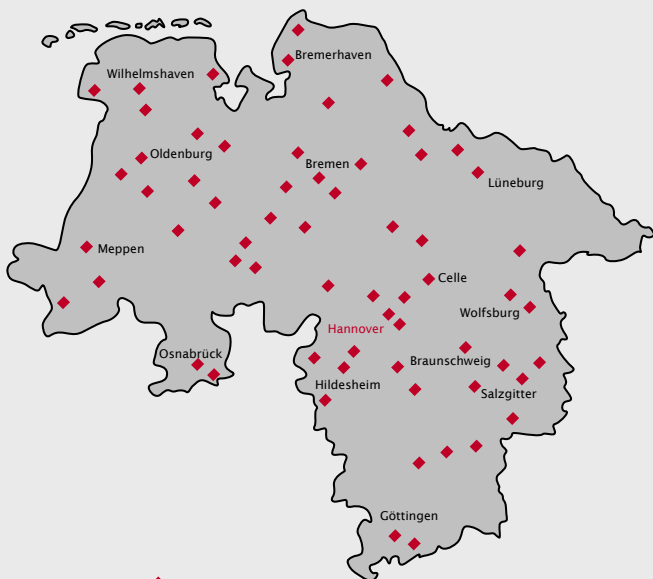 Bremerhaven
Wilhelmshaven
Oldenburg
Bremen
Lüneburg
Meppen
Celle
Wolfsburg
Hannover
Osnabrück
Braunschweig
Hildesheim
Salzgitter
Göttingen